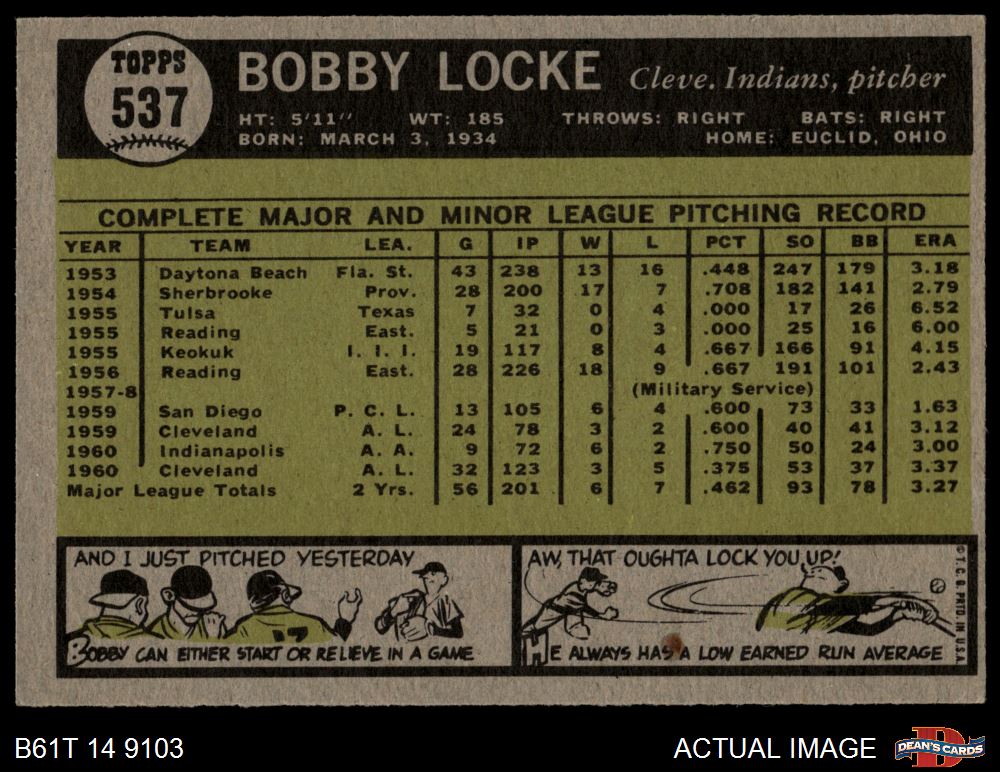 TOPPS
537
BOBBY LOCKE Cleve. Indians, pitcher
HT: 5'11" WT: 185 THROWS: RIGHT BATS: RIGHT
BORN: MARCH 3, 1934 HOME: EUCLID, OHIO
COMPLETE MAJOR AND MINOR LEAGUE PITCHING RECORD
YEAR TEAM LEA. G IP W L PCT SO BB ERA
1953 Daytona Beach Fla. St. 43 238 13 16 .448 247 179 3.18
1954 Sherbrooke Prov. 28 200 17 7 .708 182 141 2.79
1955 Tulsa Texas 7 32 0 4 .000 17 26 6.52
1955 Reading East. 5 21 0 3 .000 25 16 6.00
1955 Keokuk I. I. I. 19 117 8 4 .667 166 91 4.15
1956 Reading East. 28 226 18 9 .667 191 101 2.43
1957-8 (Military Service)
1959 San Diego P. C. L. 13 105 6 4 .600 73 33 1.63
1959 Cleveland A. L. 24 78 3 2 .600 40 41 3.12
1960 Indianapolis A. A. 9 72 6 2 .750 50 24 3.00
1960 Cleveland A. L. 32 123 3 5 .375 53 37 3.37
Major League Totals 2 Yrs. 56 201 6 7 .462 93 78 3.27
AND I JUST PITCHED YESTERDAY
17
BOBBY CAN EITHER START OR RELIEVE IN A GAME
AW, THAT OUGHTA LOCK YOU UP!
HE ALWAYS HAS A LOW EARNED RUN AVERAGE
© T. C. G. PRTD. IN U.S.A.
B61T 14 9103 ACTUAL IMAGE
D
DEAN'S CARDS